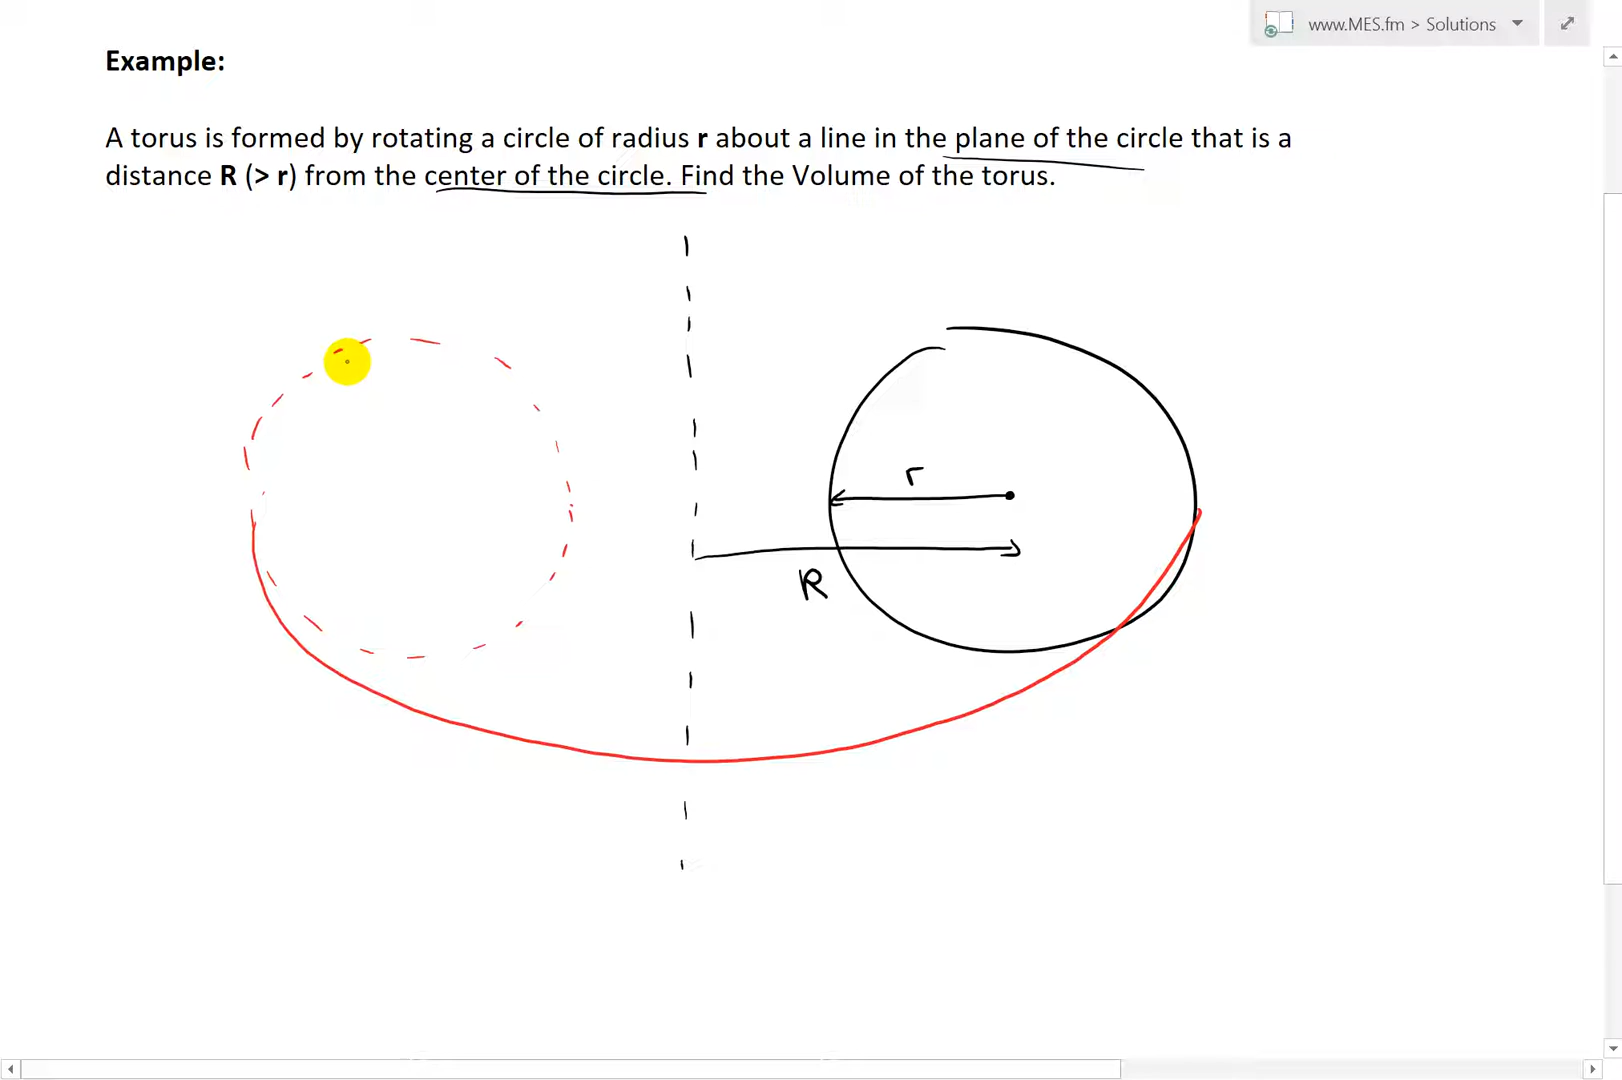 www.MES.fm > Solutions
Example:
A torus is formed by rotating a circle of radius r about a line in the plane of the circle that is a
distance R (> r) from the center of the circle. Find the Volume of the torus.
r
R